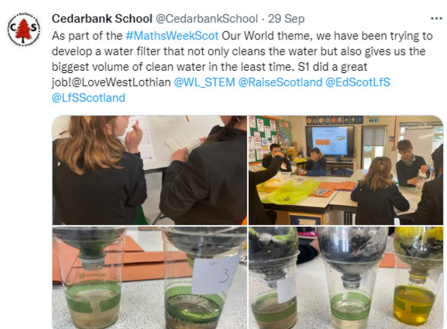 Cedarbank School @CedarbankSchool · 29 Sep
As part of the #MathsWeekScot Our World theme, we have been trying to
develop a water filter that not only cleans the water but also gives us the
biggest volume of clean water in the least time. S1 did a great
job!@LoveWestLothian @WL_STEM @RaiseScotland @EdScotLfS
@LfSScotland
3